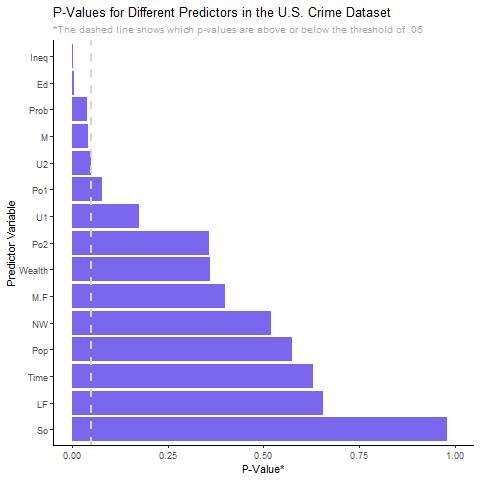 P-Values for Different Predictors in the U.S. Crime Dataset
*The dashed line shows which p-values are above or below the threshold of .05
Predictor Variable
Ineq
Ed
Prob
M
U2
Po1
U1
Po2
Wealth
M.F
NW
Pop
Time
LF
So
0.00 0.25 0.50 0.75 1.00
P-Value*